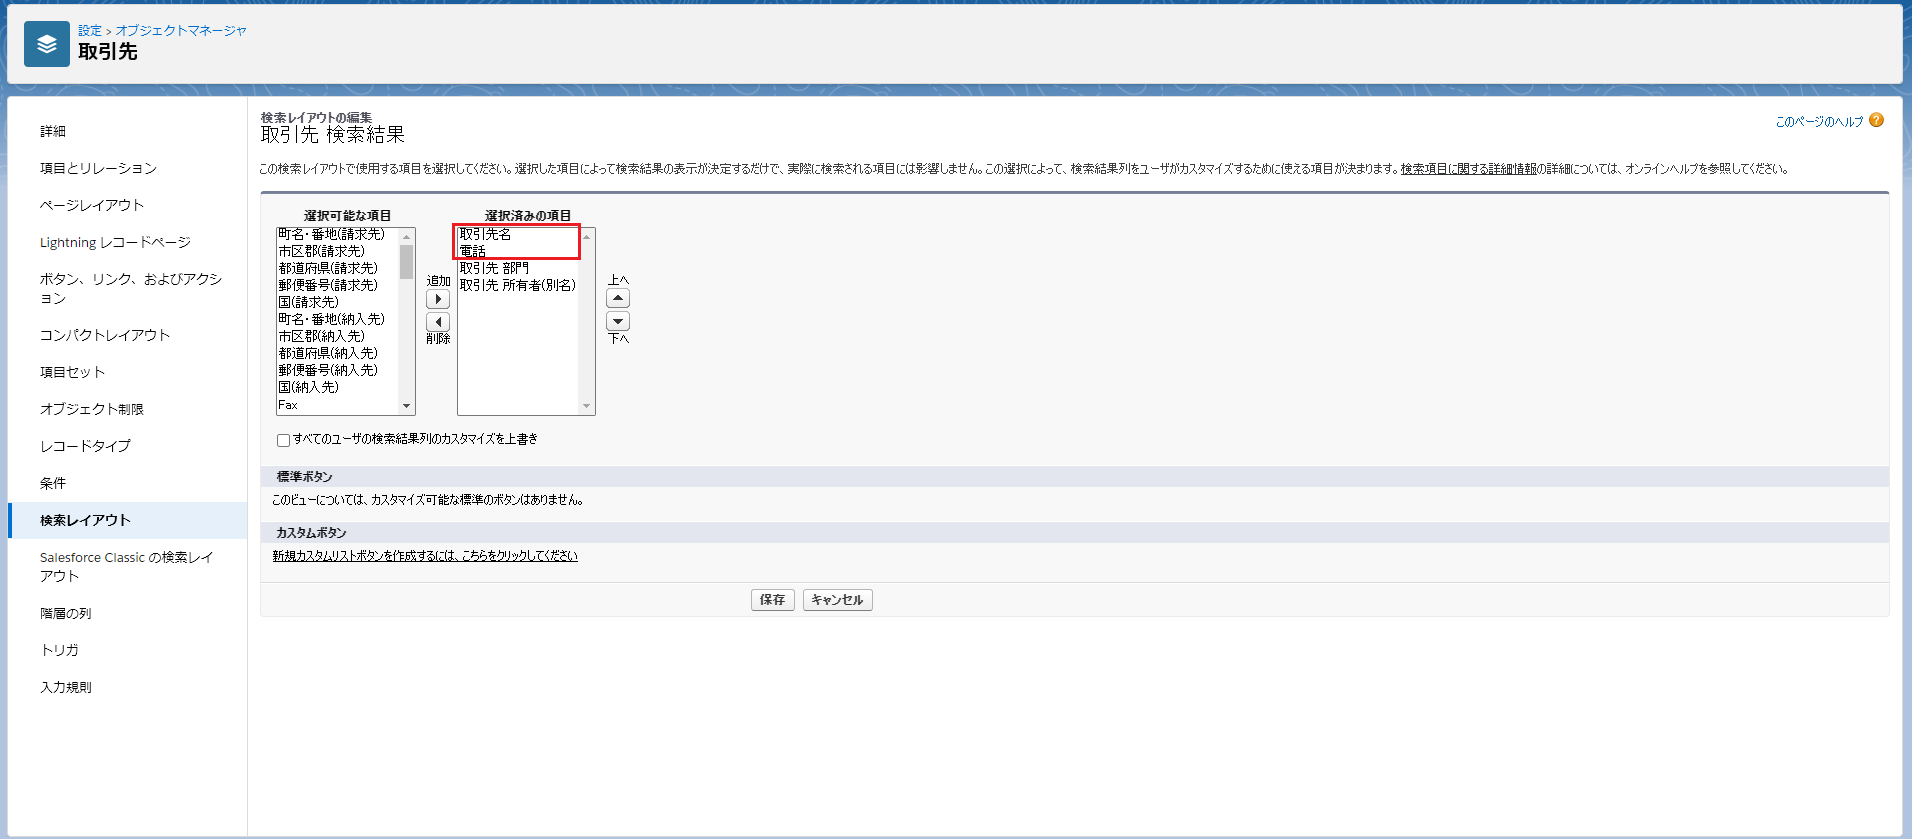 設定 > オブジェクトマネージャ
取引先
詳細
項目とリレーション
ページレイアウト
Lightning レコードページ
ボタン、リンク、およびアクシ
ョン
コンパクトレイアウト
項目セット
オブジェクト制限
レコードタイプ
条件
検索レイアウト
Salesforce Classic の検索レイ
アウト
階層の列
トリガ
入力規則
検索レイアウトの編集
取引先 検索結果
このページのヘルプ ?
この検索レイアウトで使用する項目を選択してください。選択した項目によって検索結果の表示が決定するだけで、実際に検索される項目には影響しません。この選択によって、検索結果列をユーザがカスタマイズするために使える項目が決まります。検索項目に関する詳細情報の詳細については、オンラインヘルプを参照してください。
選択可能な項目
町名・番地(請求先)
市区郡(請求先)
都道府県(請求先)
郵便番号(請求先)
国(請求先)
町名・番地(納入先)
市区郡(納入先)
都道府県(納入先)
郵便番号(納入先)
国(納入先)
Fax
追加
削除
選択済みの項目
取引先名
電話
取引先 部門
取引先 所有者(別名)
上へ
下へ
すべてのユーザの検索結果列のカスタマイズを上書き
標準ボタン
このビューについては、カスタマイズ可能な標準のボタンはありません。
カスタムボタン
新規カスタムリストボタンを作成するには、こちらをクリックしてください
保存 キャンセル